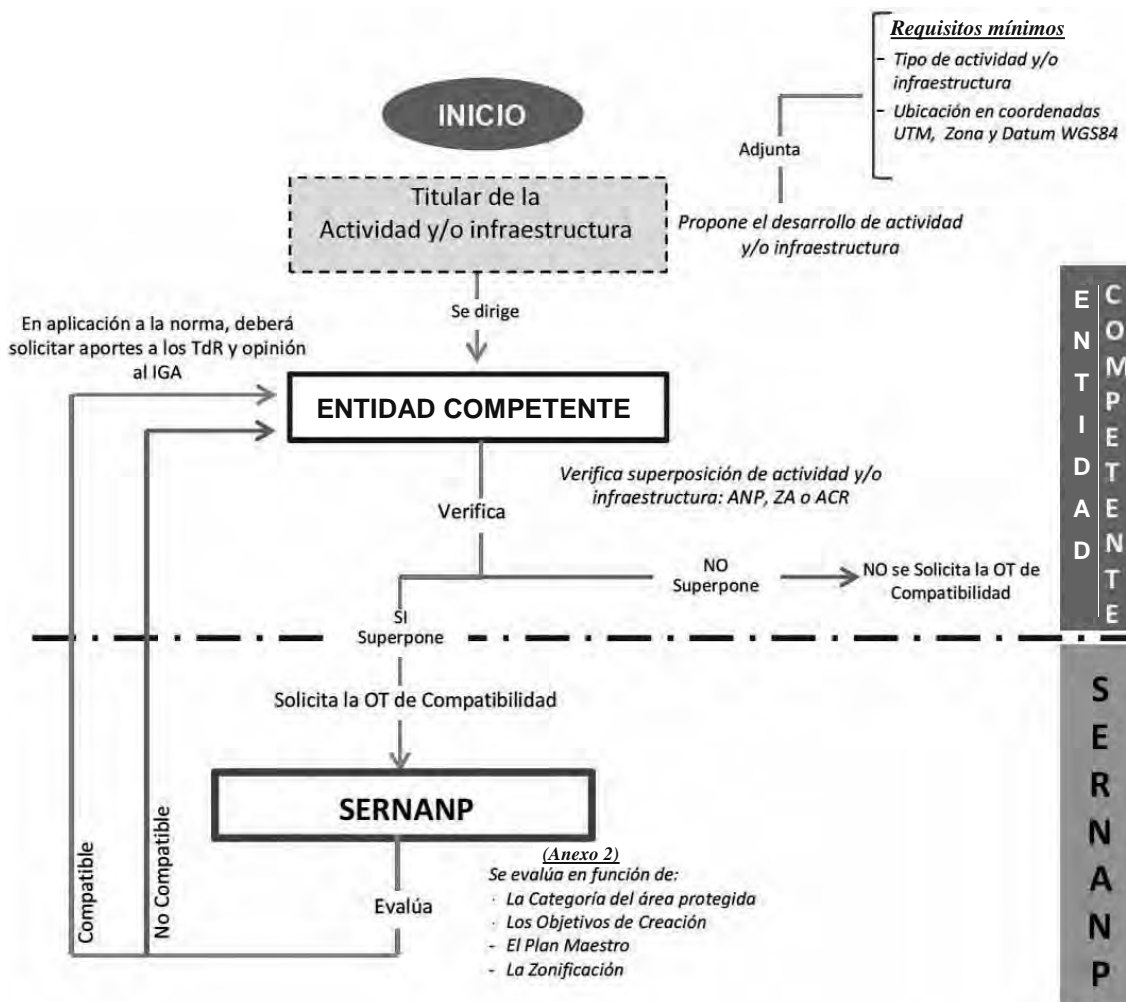 Requisitos mínimos
- Tipo de actividad y/o
infraestructura
- Ubicación en coordenadas
UTM, Zona y Datum WGS84
INICIO
Adjunta
Titular de la
Actividad y/o infraestructura
Propone el desarrollo de actividad
y/o infraestructura
Se dirige
En aplicación a la norma, deberá
solicitar aportes a los TdR y opinión
al IGA
ENTIDAD COMPETENTE
ENTIDAD
COMPETENTE
Verifica superposición de actividad y/o
infraestructura: ANP, ZA o ACR
Verifica
NO
Superpone
NO se Solicita la OT de
Compatibilidad
SI
Superpone
Solicita la OT de Compatibilidad
SERNANP
SERNANP
Compatible
No Compatible
Evalúa
(Anexo 2)
Se evalúa en función de:
· La Categoría del área protegida
· Los Objetivos de Creación
- El Plan Maestro
- La Zonificación